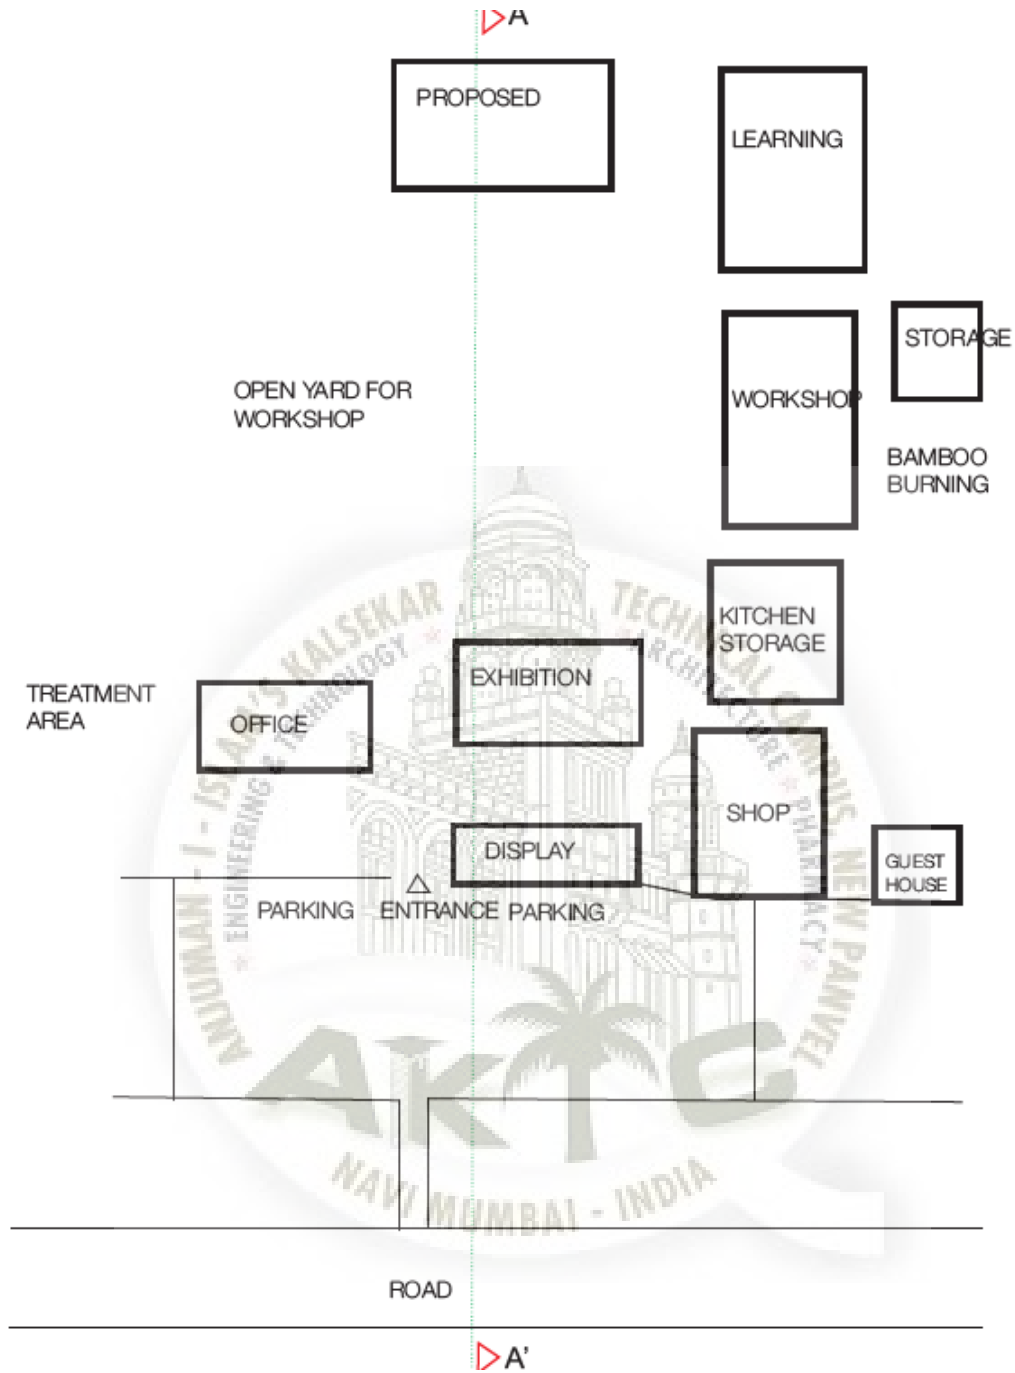 A
PROPOSED
LEARNING
STORAGE
OPEN YARD FOR
WORKSHOP
WORKSHOP
BAMBOO
BURNING
KITCHEN
STORAGE
EXHIBITION
TREATMENT
AREA
OFFICE
SHOP
DISPLAY
GUEST
HOUSE
PARKING
ENTRANCE
PARKING
ROAD
A'
ANJUMAN - I - ISLAM'S KALSEKAR TECHNICAL CAMPUS, NEW PANVEL
ENGINEERING & TECHNOLOGY * ARCHITECTURE * PHARMACY *
AKTC
NAVI MUMBAI - INDIA